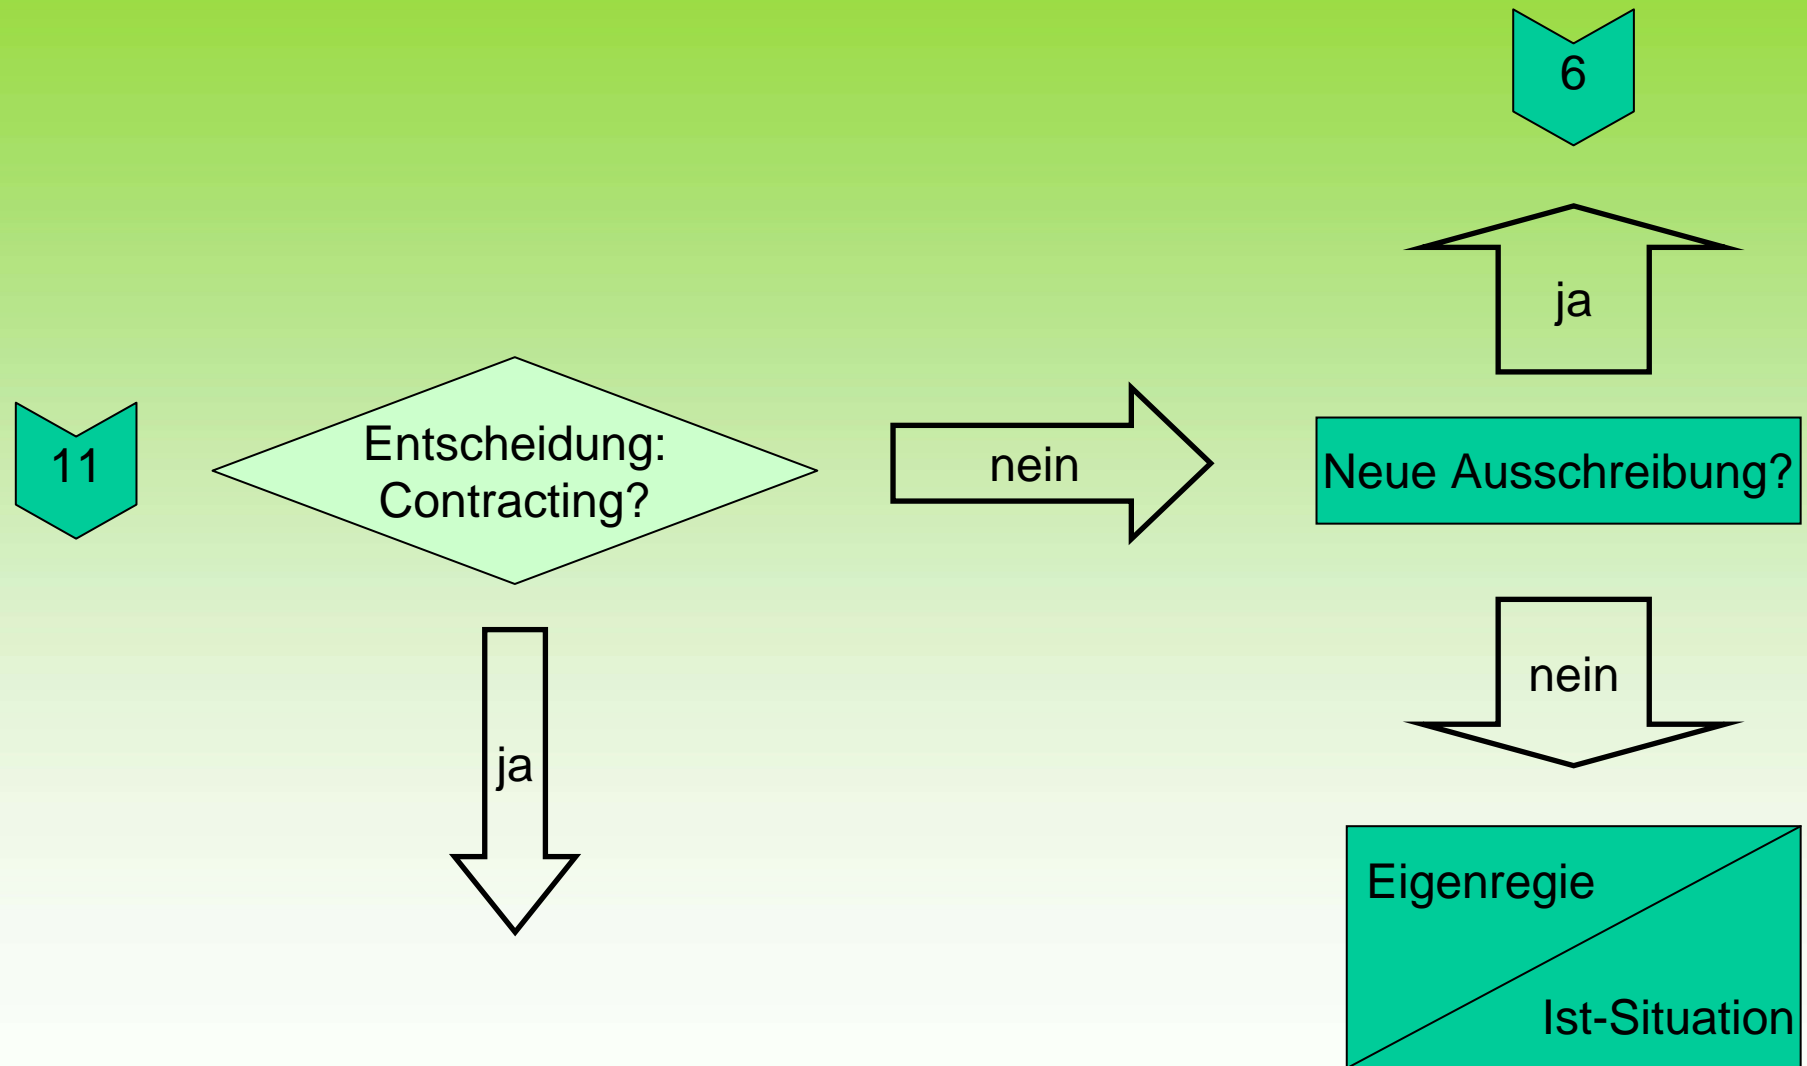 6
ja
11
Entscheidung:
Contracting?
nein
Neue Ausschreibung?
ja
nein
Eigenregie
Ist-Situation